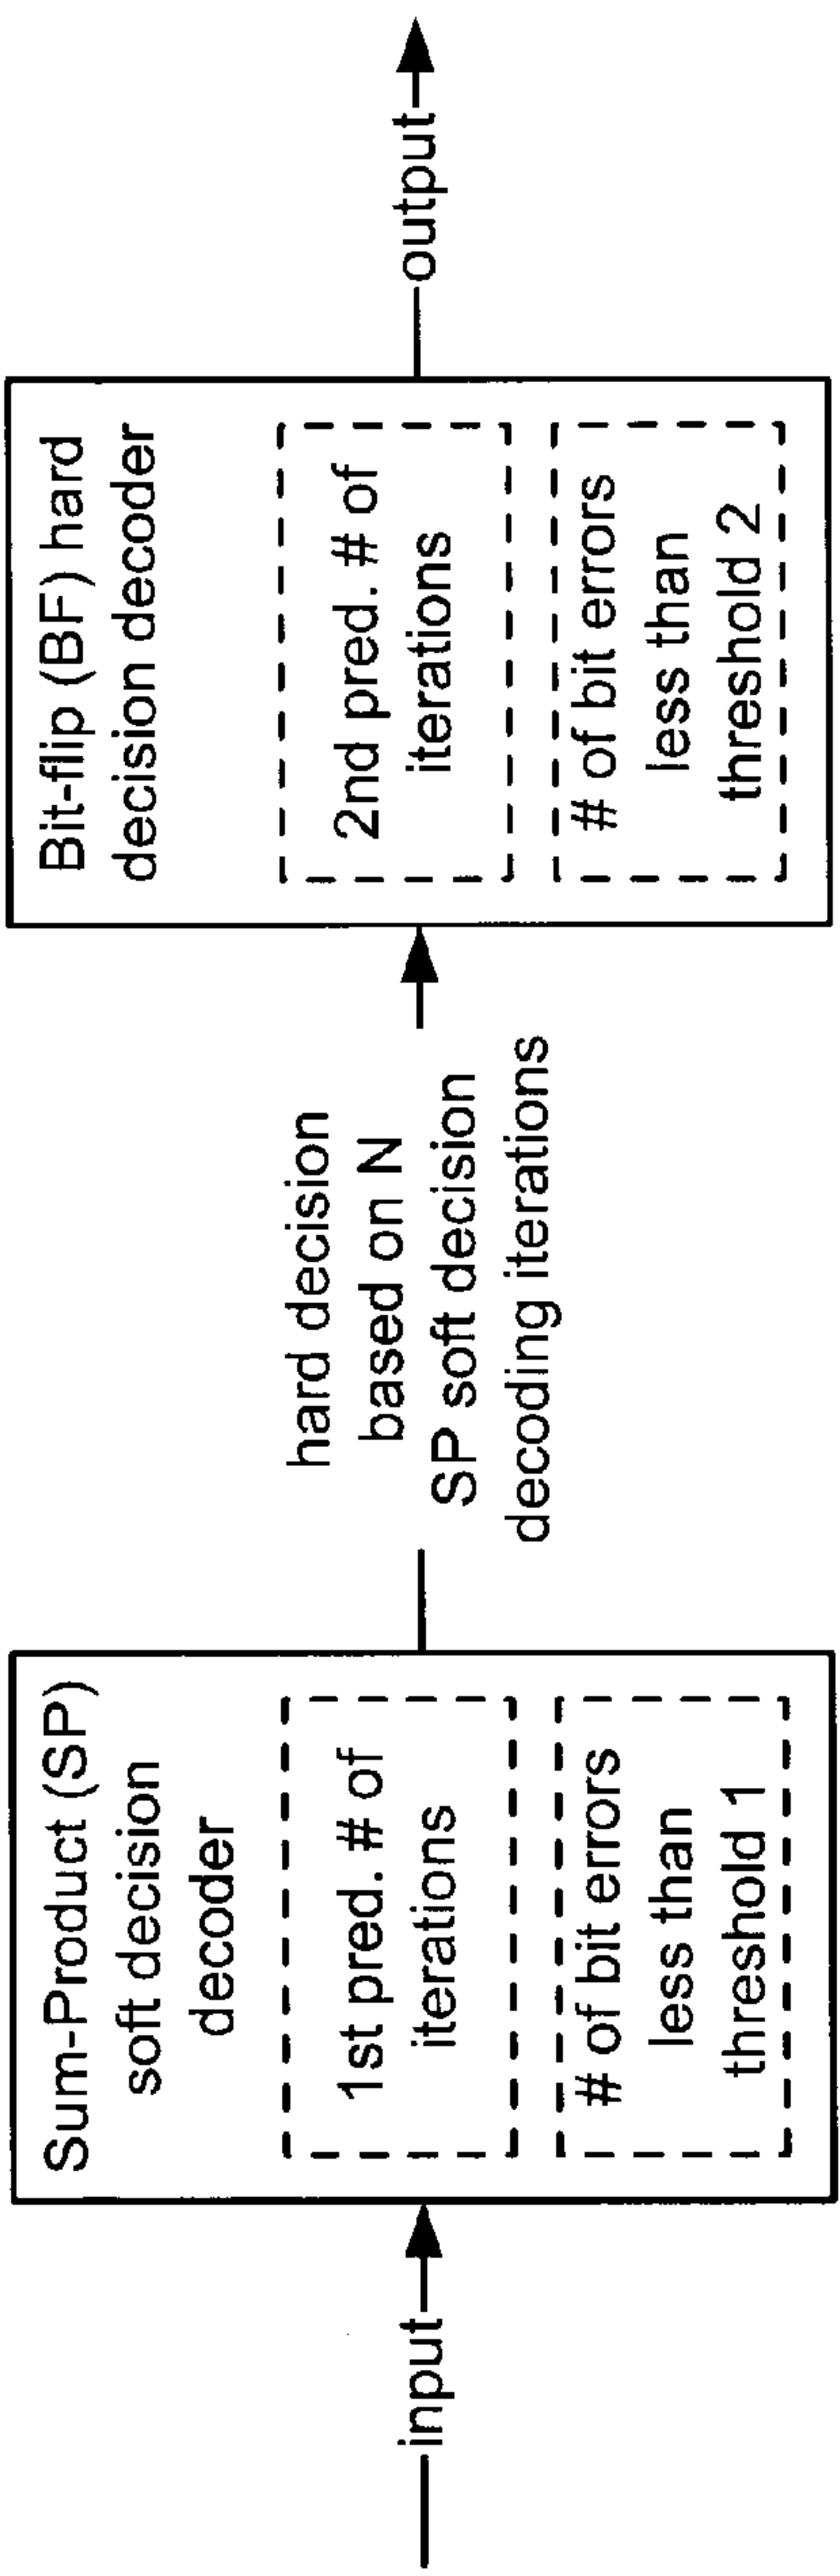 input
Sum-Product (SP)
soft decision
decoder
1st pred. # of
iterations
# of bit errors
less than
threshold 1
hard decision
based on N
SP soft decision
decoding iterations
Bit-flip (BF) hard
decision decoder
2nd pred. # of
iterations
# of bit errors
less than
threshold 2
output